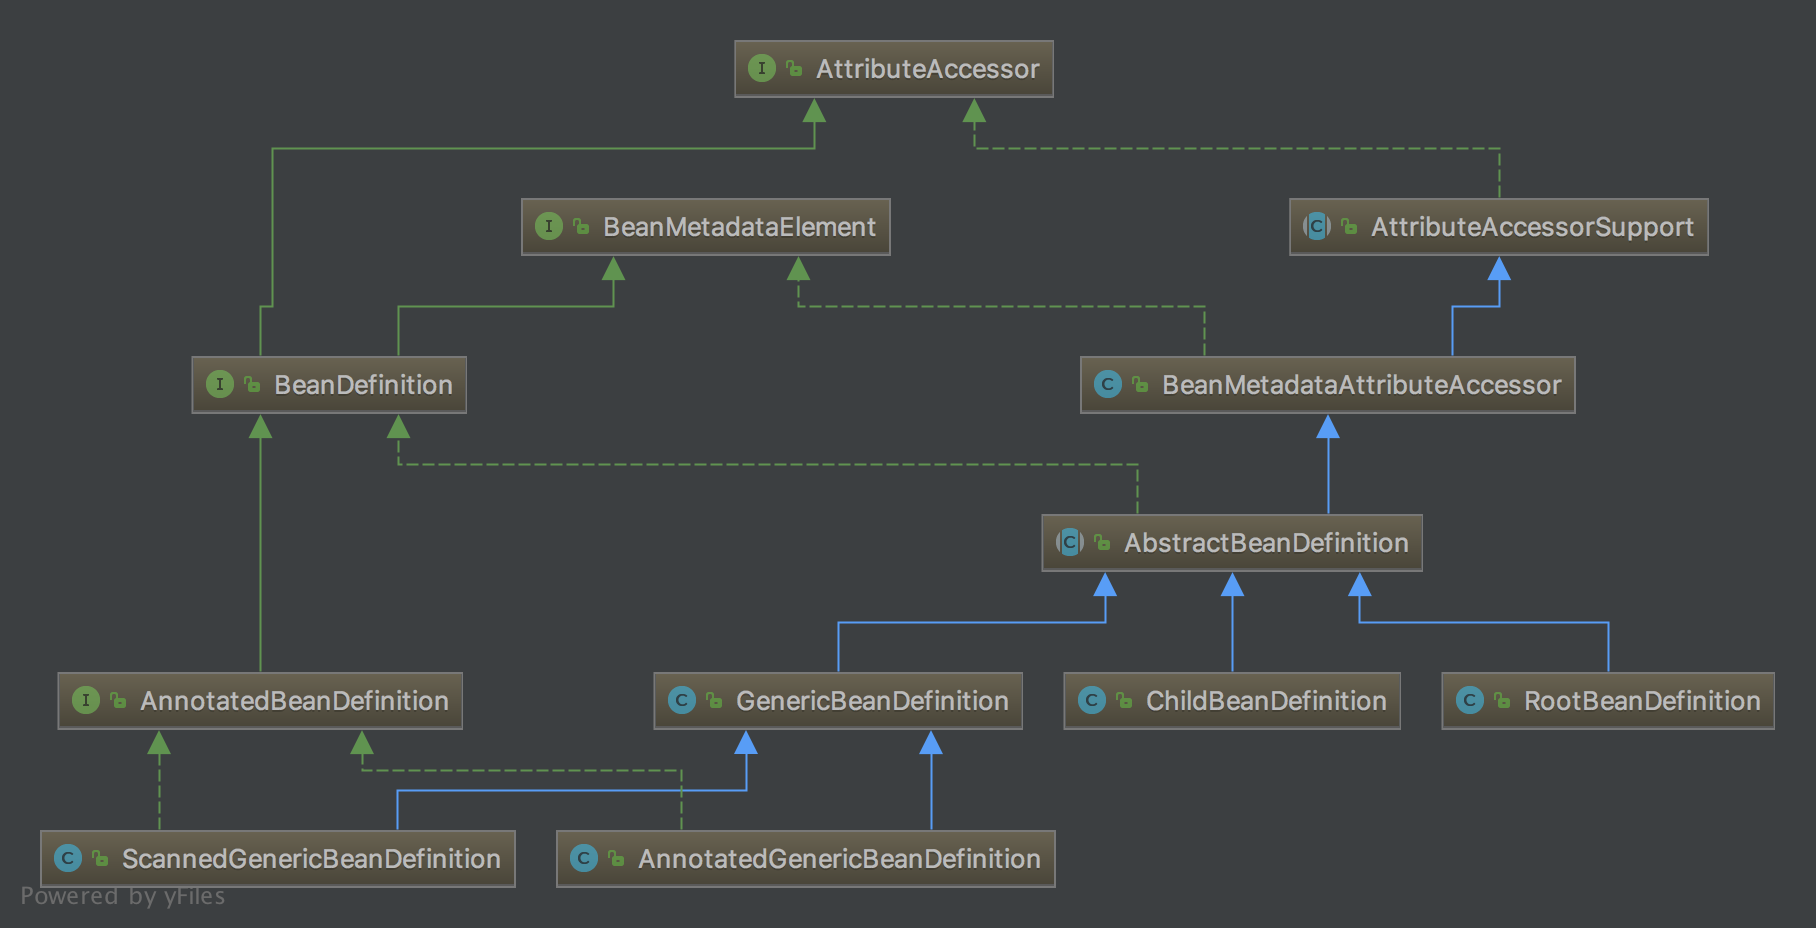 I AttributeAccessor
I BeanMetadataElement
C AttributeAccessorSupport
I BeanDefinition
C BeanMetadataAttributeAccessor
C AbstractBeanDefinition
I AnnotatedBeanDefinition
C GenericBeanDefinition
C ChildBeanDefinition
C RootBeanDefinition
C ScannedGenericBeanDefinition
C AnnotatedGenericBeanDefinition
Powered by yFiles